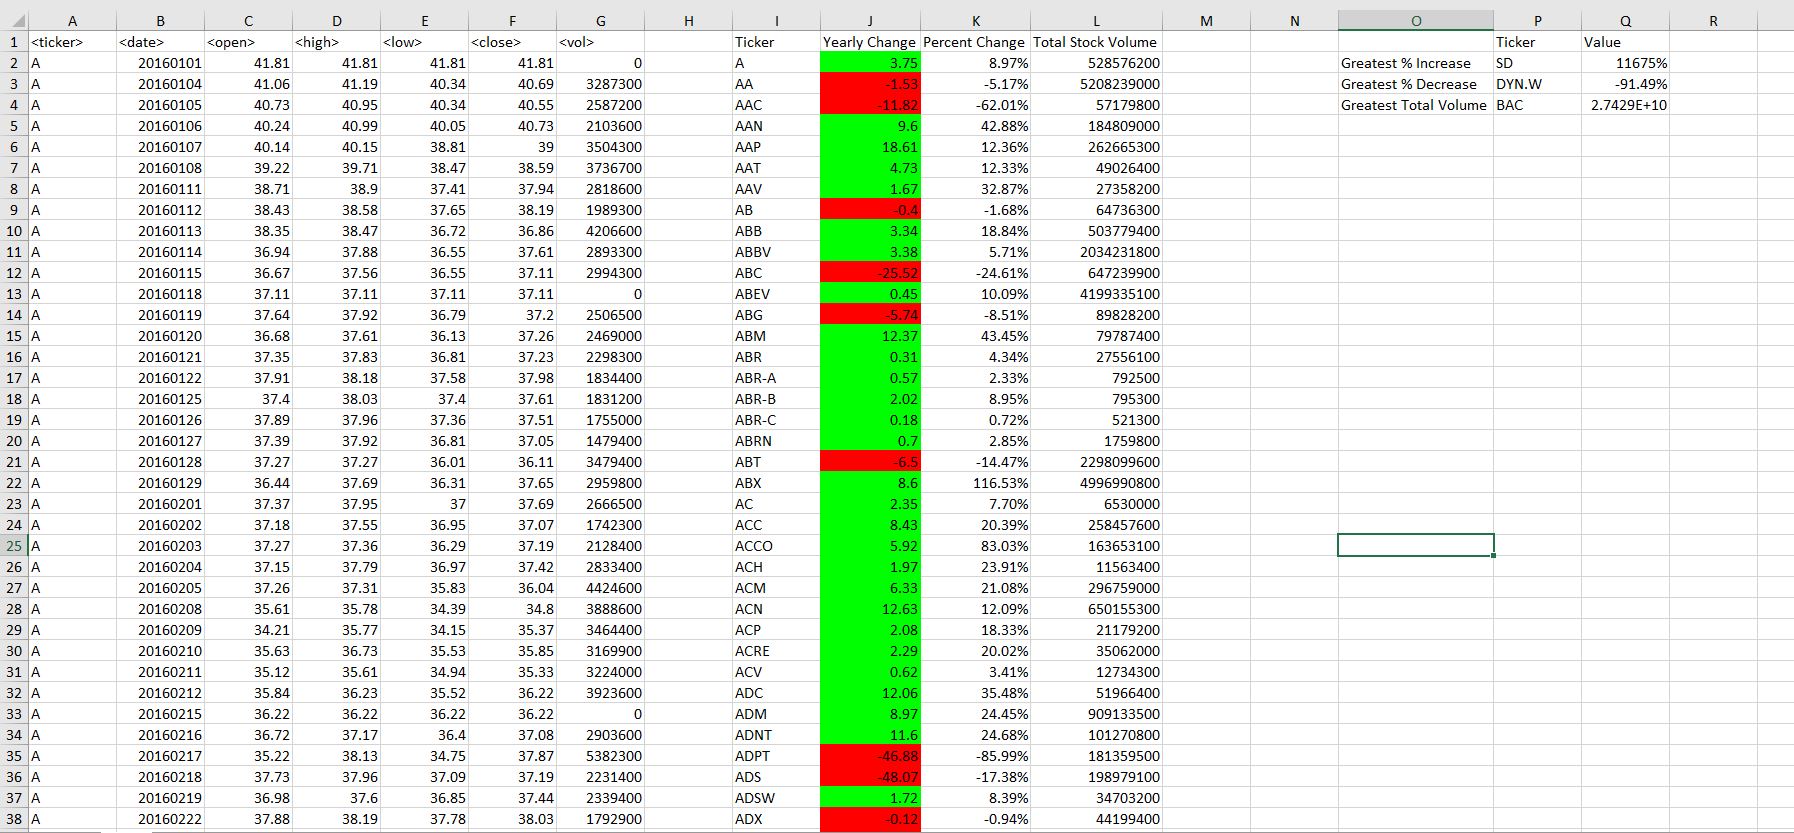 A B C D E F G H I J K L M N O P Q R
1 <ticker> <date> <open> <high> <low> <close> <vol> Ticker Yearly Change Percent Change Total Stock Volume Ticker Value
2 A 20160101 41.81 41.81 41.81 41.81 0 A 3.75 8.97% 528576200 Greatest % Increase SD 11675%
3 A 20160104 41.06 41.19 40.34 40.69 3287300 AA -1.53 -5.17% 5208239000 Greatest % Decrease DYN.W -91.49%
4 A 20160105 40.73 40.95 40.34 40.55 2587200 AAC -11.82 -62.01% 57179800 Greatest Total Volume BAC 2.7429E+10
5 A 20160106 40.24 40.99 40.05 40.73 2103600 AAN 9.6 42.88% 184809000
6 A 20160107 40.14 40.15 38.81 39 3504300 AAP 18.61 12.36% 262665300
7 A 20160108 39.22 39.71 38.47 38.59 3736700 AAT 4.73 12.33% 49026400
8 A 20160111 38.71 38.9 37.41 37.94 2818600 AAV 1.67 32.87% 27358200
9 A 20160112 38.43 38.58 37.65 38.19 1989300 AB -0.4 -1.68% 64736300
10 A 20160113 38.35 38.47 36.72 36.86 4206600 ABB 3.34 18.84% 503779400
11 A 20160114 36.94 37.88 36.55 37.61 2893300 ABBV 3.38 5.71% 2034231800
12 A 20160115 36.67 37.56 36.55 37.11 2994300 ABC -25.52 -24.61% 647239900
13 A 20160118 37.11 37.11 37.11 37.11 0 ABEV 0.45 10.09% 4199335100
14 A 20160119 37.64 37.92 36.79 37.2 2506500 ABG -5.74 -8.51% 89828200
15 A 20160120 36.68 37.61 36.13 37.26 2469000 ABM 12.37 43.45% 79787400
16 A 20160121 37.35 37.83 36.81 37.23 2298300 ABR 0.31 4.34% 27556100
17 A 20160122 37.91 38.18 37.58 37.98 1834400 ABR-A 0.57 2.33% 792500
18 A 20160125 37.4 38.03 37.4 37.61 1831200 ABR-B 2.02 8.95% 795300
19 A 20160126 37.89 37.96 37.36 37.51 1755000 ABR-C 0.18 0.72% 521300
20 A 20160127 37.39 37.92 36.81 37.05 1479400 ABRN 0.7 2.85% 1759800
21 A 20160128 37.27 37.27 36.01 36.11 3479400 ABT -6.5 -14.47% 2298099600
22 A 20160129 36.44 37.69 36.31 37.65 2959800 ABX 8.6 116.53% 4996990800
23 A 20160201 37.37 37.95 37 37.69 2666500 AC 2.35 7.70% 6530000
24 A 20160202 37.18 37.55 36.95 37.07 1742300 ACC 8.43 20.39% 258457600
25 A 20160203 37.27 37.36 36.29 37.19 2128400 ACCO 5.92 83.03% 163653100
26 A 20160204 37.15 37.79 36.97 37.42 2833400 ACH 1.97 23.91% 11563400
27 A 20160205 37.26 37.31 35.83 36.04 4424600 ACM 6.33 21.08% 296759000
28 A 20160208 35.61 35.78 34.39 34.8 3888600 ACN 12.63 12.09% 650155300
29 A 20160209 34.21 35.77 34.15 35.37 3464400 ACP 2.08 18.33% 21179200
30 A 20160210 35.63 36.73 35.53 35.85 3169900 ACRE 2.29 20.02% 35062000
31 A 20160211 35.12 35.61 34.94 35.33 3224000 ACV 0.62 3.41% 12734300
32 A 20160212 35.84 36.23 35.52 36.22 3923600 ADC 12.06 35.48% 51966400
33 A 20160215 36.22 36.22 36.22 36.22 0 ADM 8.97 24.45% 909133500
34 A 20160216 36.72 37.17 36.4 37.08 2903600 ADNT 11.6 24.68% 101270800
35 A 20160217 35.22 38.13 34.75 37.87 5382300 ADPT -46.88 -85.99% 181359500
36 A 20160218 37.73 37.96 37.09 37.19 2231400 ADS -48.07 -17.38% 198979100
37 A 20160219 36.98 37.6 36.85 37.44 2339400 ADSW 1.72 8.39% 34703200
38 A 20160222 37.88 38.19 37.78 38.03 1792900 ADX -0.12 -0.94% 44199400